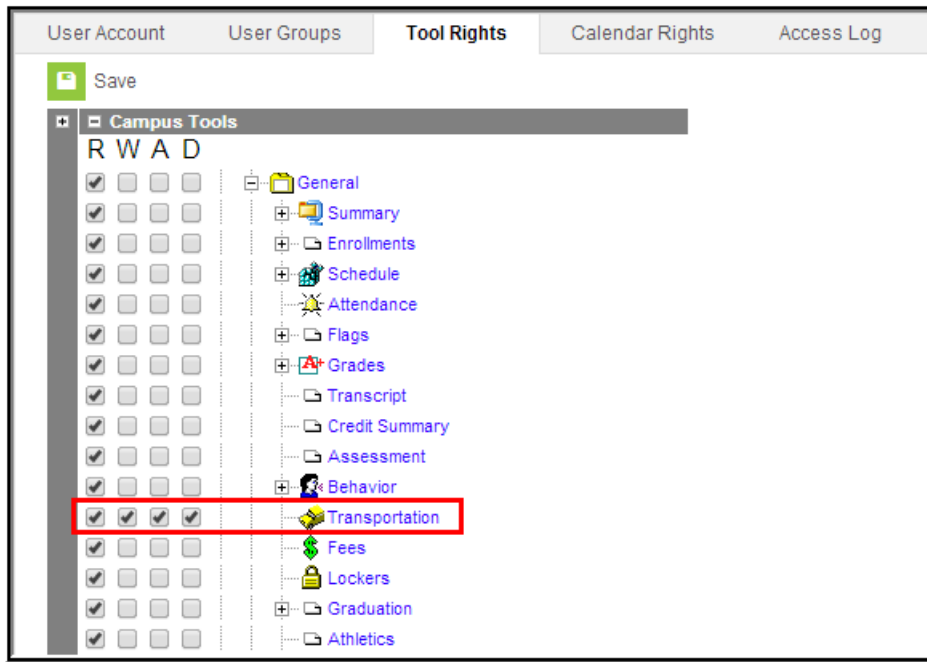 User Account User Groups Tool Rights Calendar Rights Access Log
Save
Campus Tools
R W A D
General
Summary
Enrollments
Schedule
Attendance
Flags
Grades
Transcript
Credit Summary
Assessment
Behavior
Transportation
Fees
Lockers
Graduation
Athletics